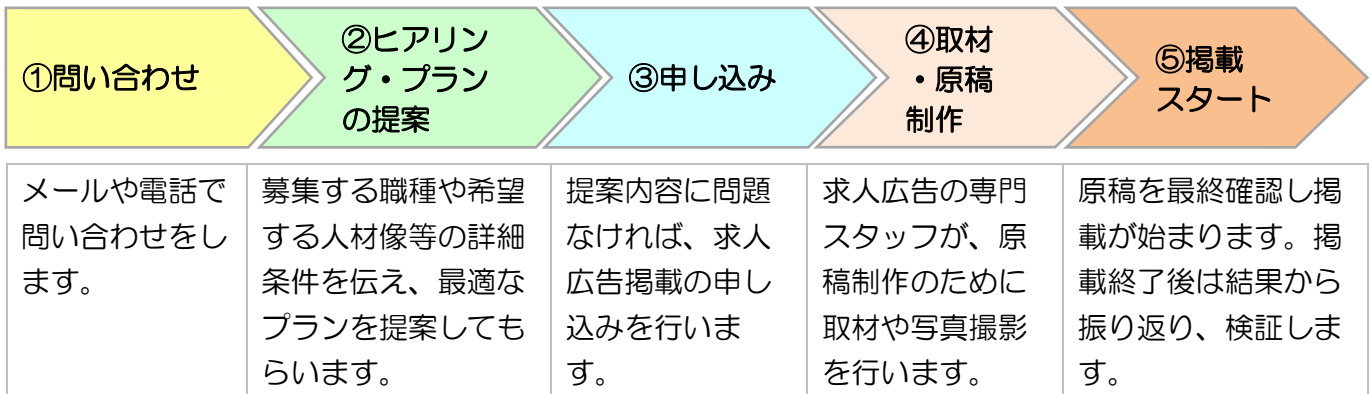 ①問い合わせ
②ヒアリン
グ・プラン
の提案
③申し込み
④取材
・原稿
制作
⑤掲載
スタート
メールや電話で
問い合わせをし
ます。
募集する職種や希望
する人材像等の詳細
条件を伝え、最適な
プランを提案しても
らいます。
提案内容に問題
なければ、求人
広告掲載の申し
込みを行いま
す。
求人広告の専門
スタッフが、原
稿制作のために
取材や写真撮影
を行います。
原稿を最終確認し掲
載が始まります。掲
載終了後は結果から
振り返り、検証しま
す。